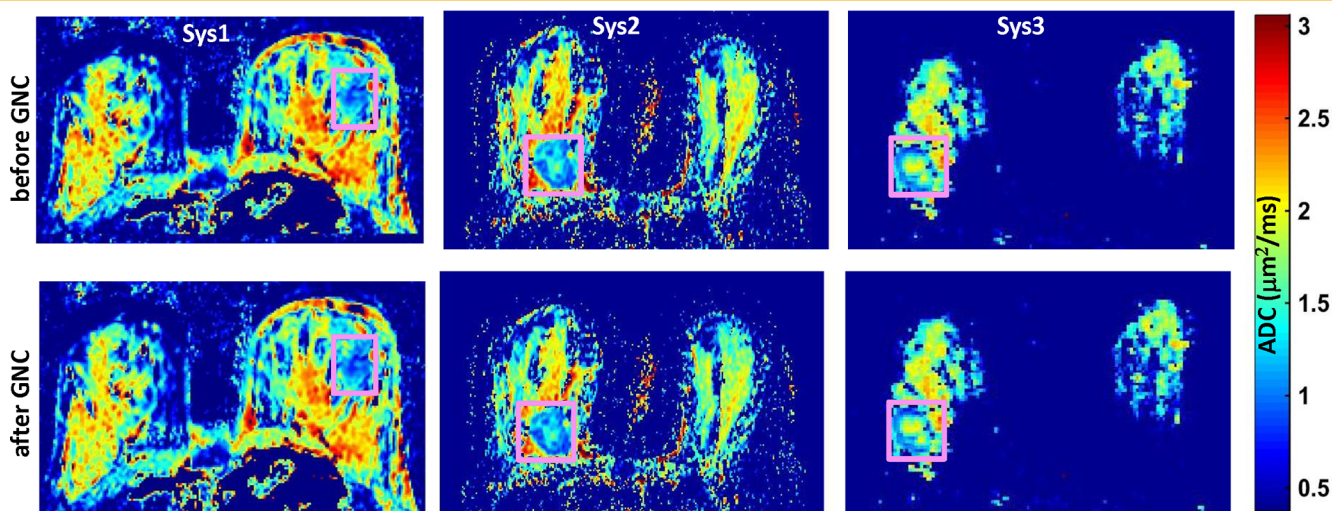 Sys1
Sys2
Sys3
before GNC
after GNC
3
2.5
2
1.5
1
0.5
ADC (μm²/ms)